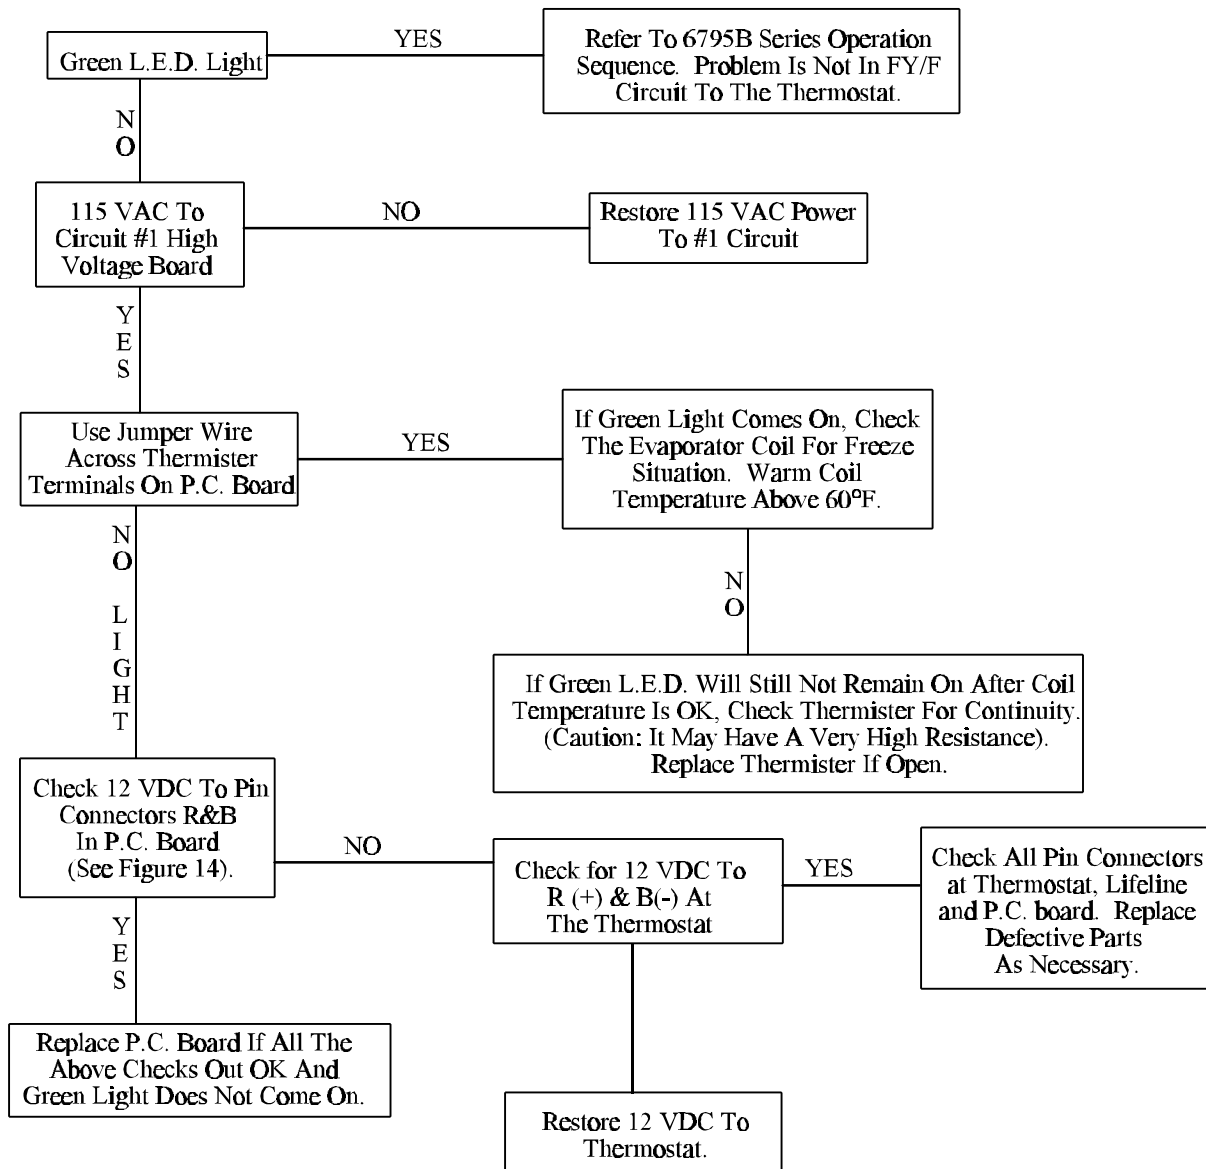 Green L.E.D. Light
YES
Refer To 6795B Series Operation
Sequence. Problem Is Not In FY/F
Circuit To The Thermostat.
NO
115 VAC To
Circuit #1 High
Voltage Board
NO
Restore 115 VAC Power
To #1 Circuit
YES
Use Jumper Wire
Across Thermister
Terminals On P.C. Board
YES
If Green Light Comes On, Check
The Evaporator Coil For Freeze
Situation. Warm Coil
Temperature Above 60°F.
NO
If Green L.E.D. Will Still Not Remain On After Coil
Temperature Is OK, Check Thermister For Continuity.
(Caution: It May Have A Very High Resistance).
Replace Thermister If Open.
NO LIGHT
Check 12 VDC To Pin
Connectors R&B
In P.C. Board
(See Figure 14).
NO
Check for 12 VDC To
R (+) & B(-) At
The Thermostat
YES
Check All Pin Connectors
at Thermostat, Lifeline
and P.C. board. Replace
Defective Parts
As Necessary.
YES
Replace P.C. Board If All The
Above Checks Out OK And
Green Light Does Not Come On.
Restore 12 VDC To
Thermostat.